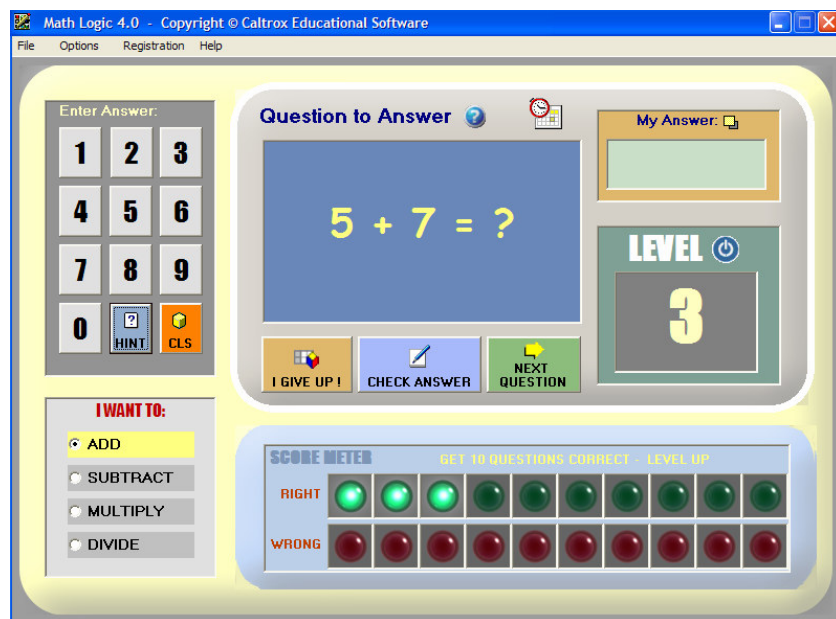 Math Logic 4.0 - Copyright © Caltrox Educational Software
File Options Registration Help
Enter Answer:
1 2 3
4 5 6
7 8 9
0 ? HINT CLS
Question to Answer ?
5 + 7 = ?
I GIVE UP !
CHECK ANSWER
NEXT
QUESTION
My Answer:
LEVEL
3
I WANT TO:
ADD
SUBTRACT
MULTIPLY
DIVIDE
SCORE METER GET 10 QUESTIONS CORRECT - LEVEL UP
RIGHT
WRONG